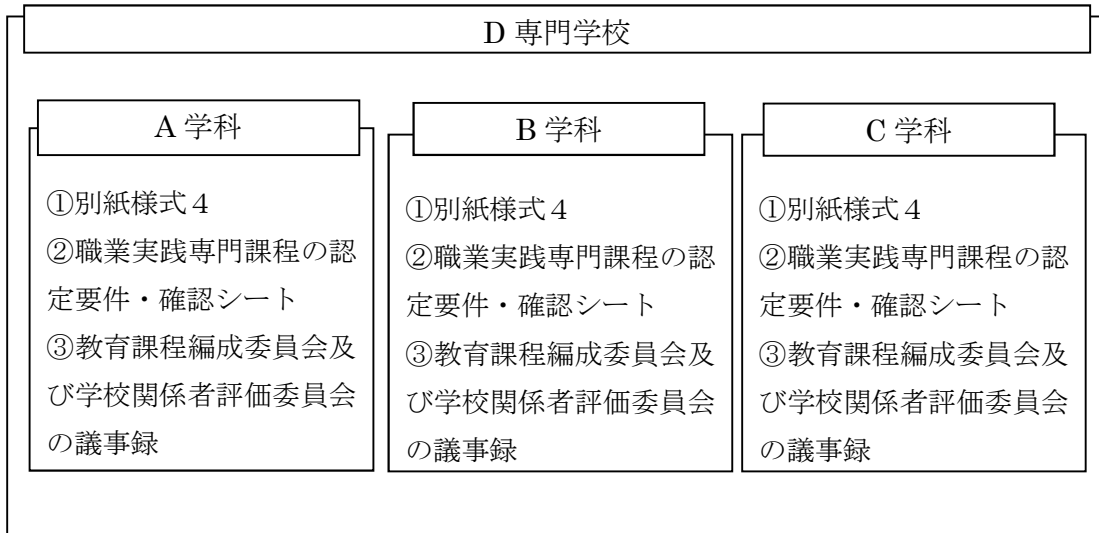 D 専門学校
A 学科
①別紙様式４
②職業実践専門課程の認
定要件・確認シート
③教育課程編成委員会及
び学校関係者評価委員会
の議事録
B 学科
①別紙様式４
②職業実践専門課程の認
定要件・確認シート
③教育課程編成委員会及
び学校関係者評価委員会
の議事録
C 学科
①別紙様式４
②職業実践専門課程の認
定要件・確認シート
③教育課程編成委員会及
び学校関係者評価委員会
の議事録